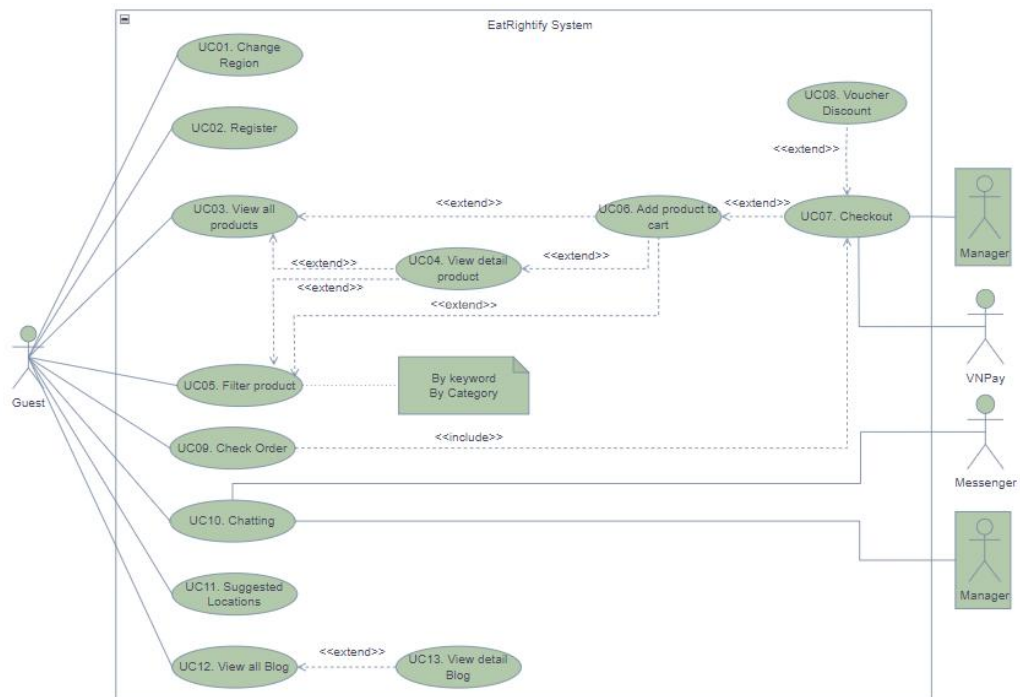 EatRightify System
UC01. Change
Region
UC08. Voucher
Discount
UC02. Register
<<extend>>
UC03. View all
products
<<extend>>
UC06. Add product to
cart
<<extend>>
UC07. Checkout
Manager
<<extend>>
UC04. View detail
product
<<extend>>
<<extend>>
<<extend>>
Guest
UC05. Filter product
By keyword
By Category
VNPay
UC09. Check Order
<<include>>
Messenger
UC10. Chatting
UC11. Suggested
Locations
Manager
UC12. View all Blog
<<extend>>
UC13. View detail
Blog